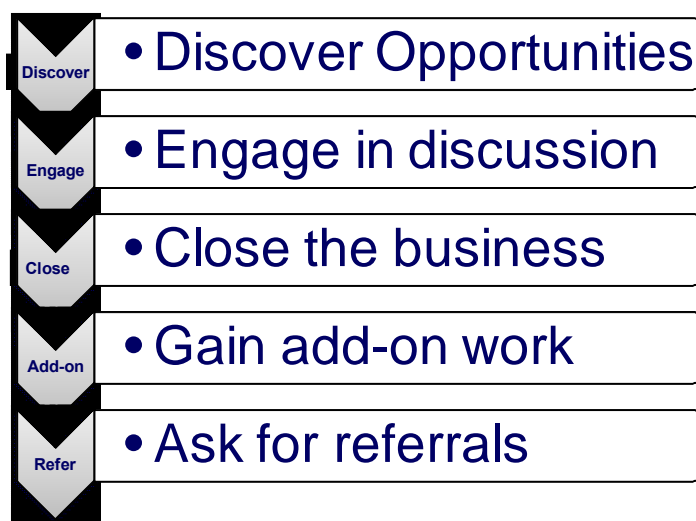 Discover
• Discover Opportunities
Engage
• Engage in discussion
Close
• Close the business
Add-on
• Gain add-on work
Refer
• Ask for referrals